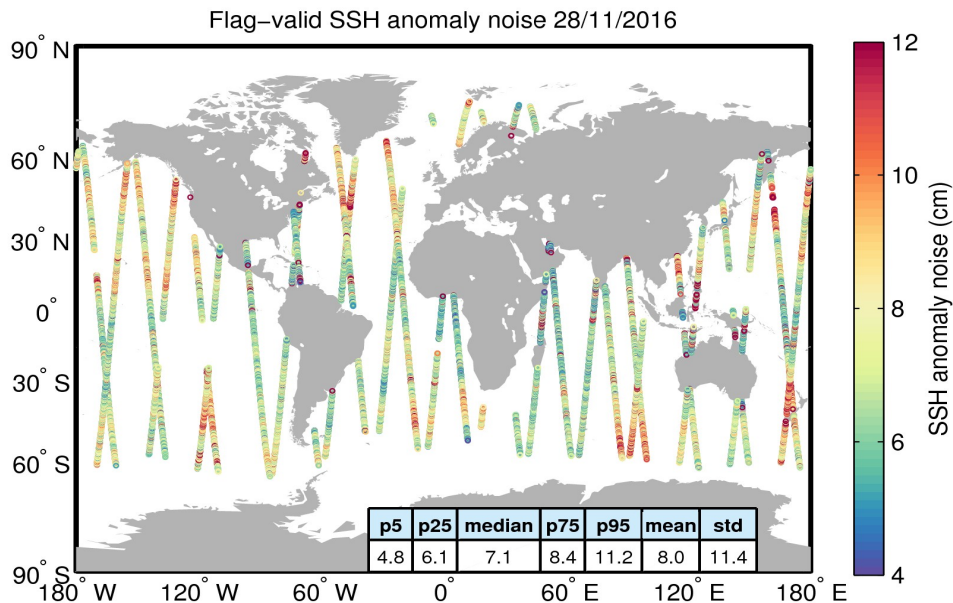 Flag−valid SSH anomaly noise 28/11/2016
90° N
60° N
30° N
0°
30° S
60° S
90° S
180° W
120° W
60° W
0°
60° E
120° E
180° E
p5 p25 median p75 p95 mean std
4.8 6.1 7.1 8.4 11.2 8.0 11.4
12
10
8
6
4
SSH anomaly noise (cm)